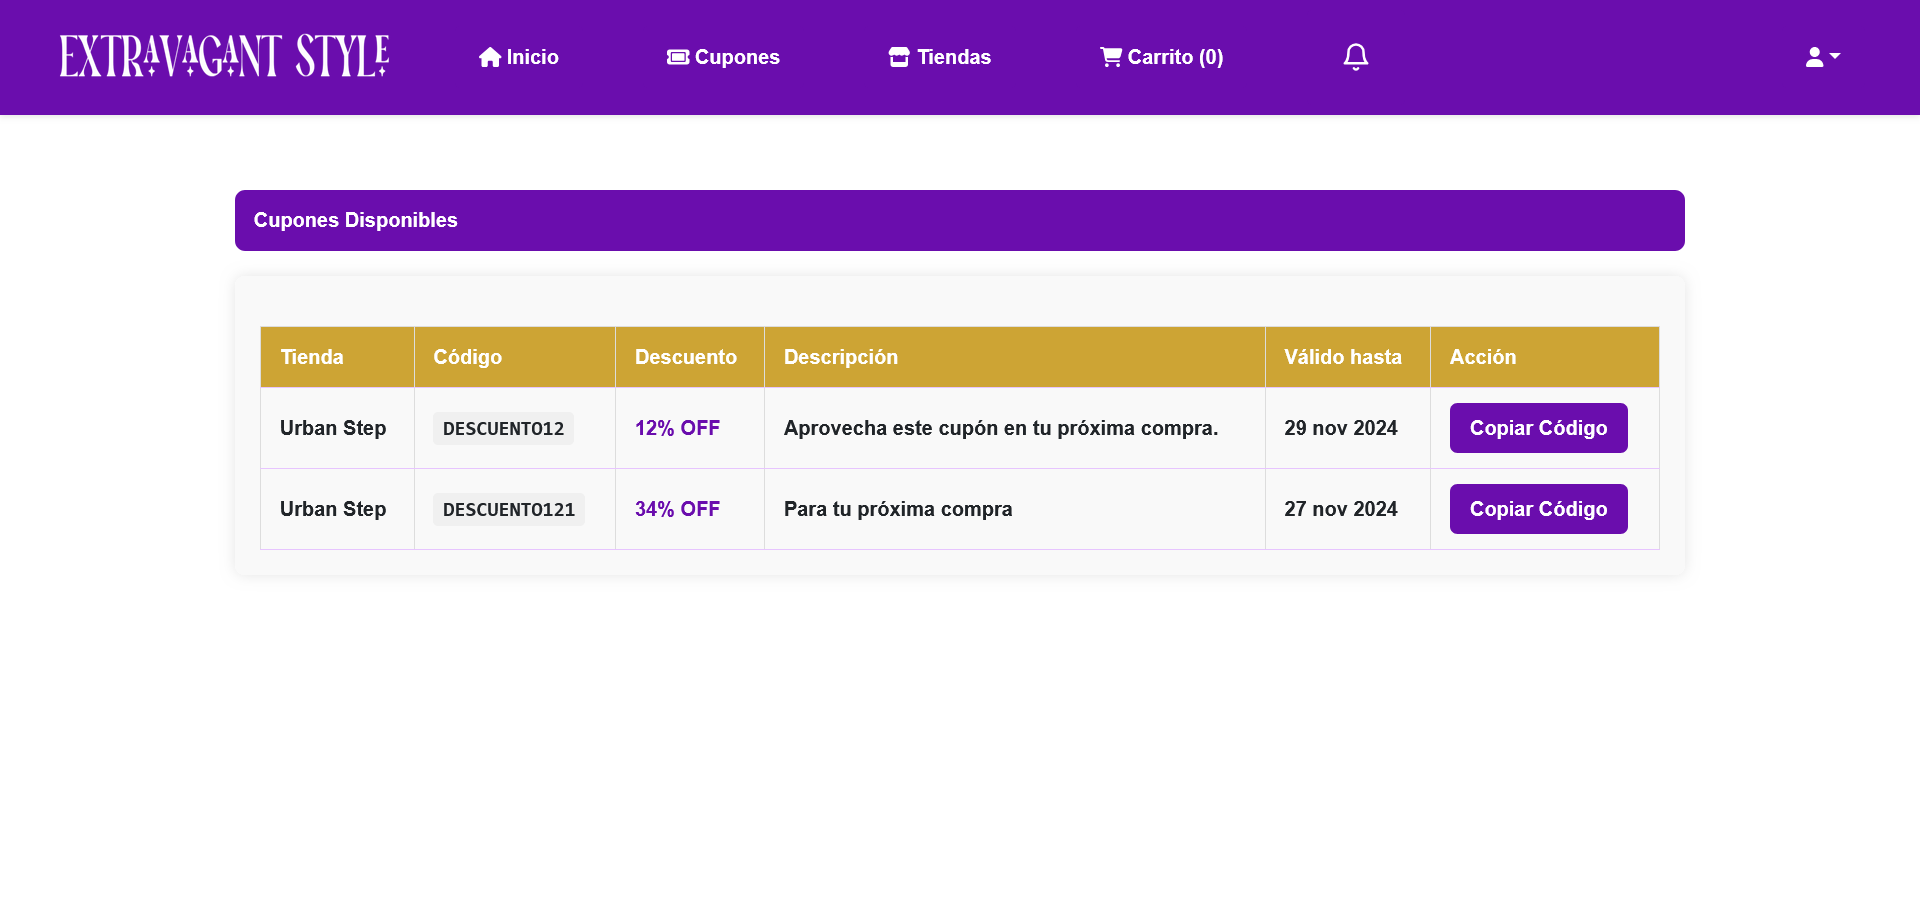 EXTRAVAGANT STYLE Inicio Cupones Tiendas Carrito (0)
Cupones Disponibles
Tienda Código Descuento Descripción Válido hasta Acción
Urban Step DESCUENTO12 12% OFF Aprovecha este cupón en tu próxima compra. 29 nov 2024 Copiar Código
Urban Step DESCUENTO121 34% OFF Para tu próxima compra 27 nov 2024 Copiar Código